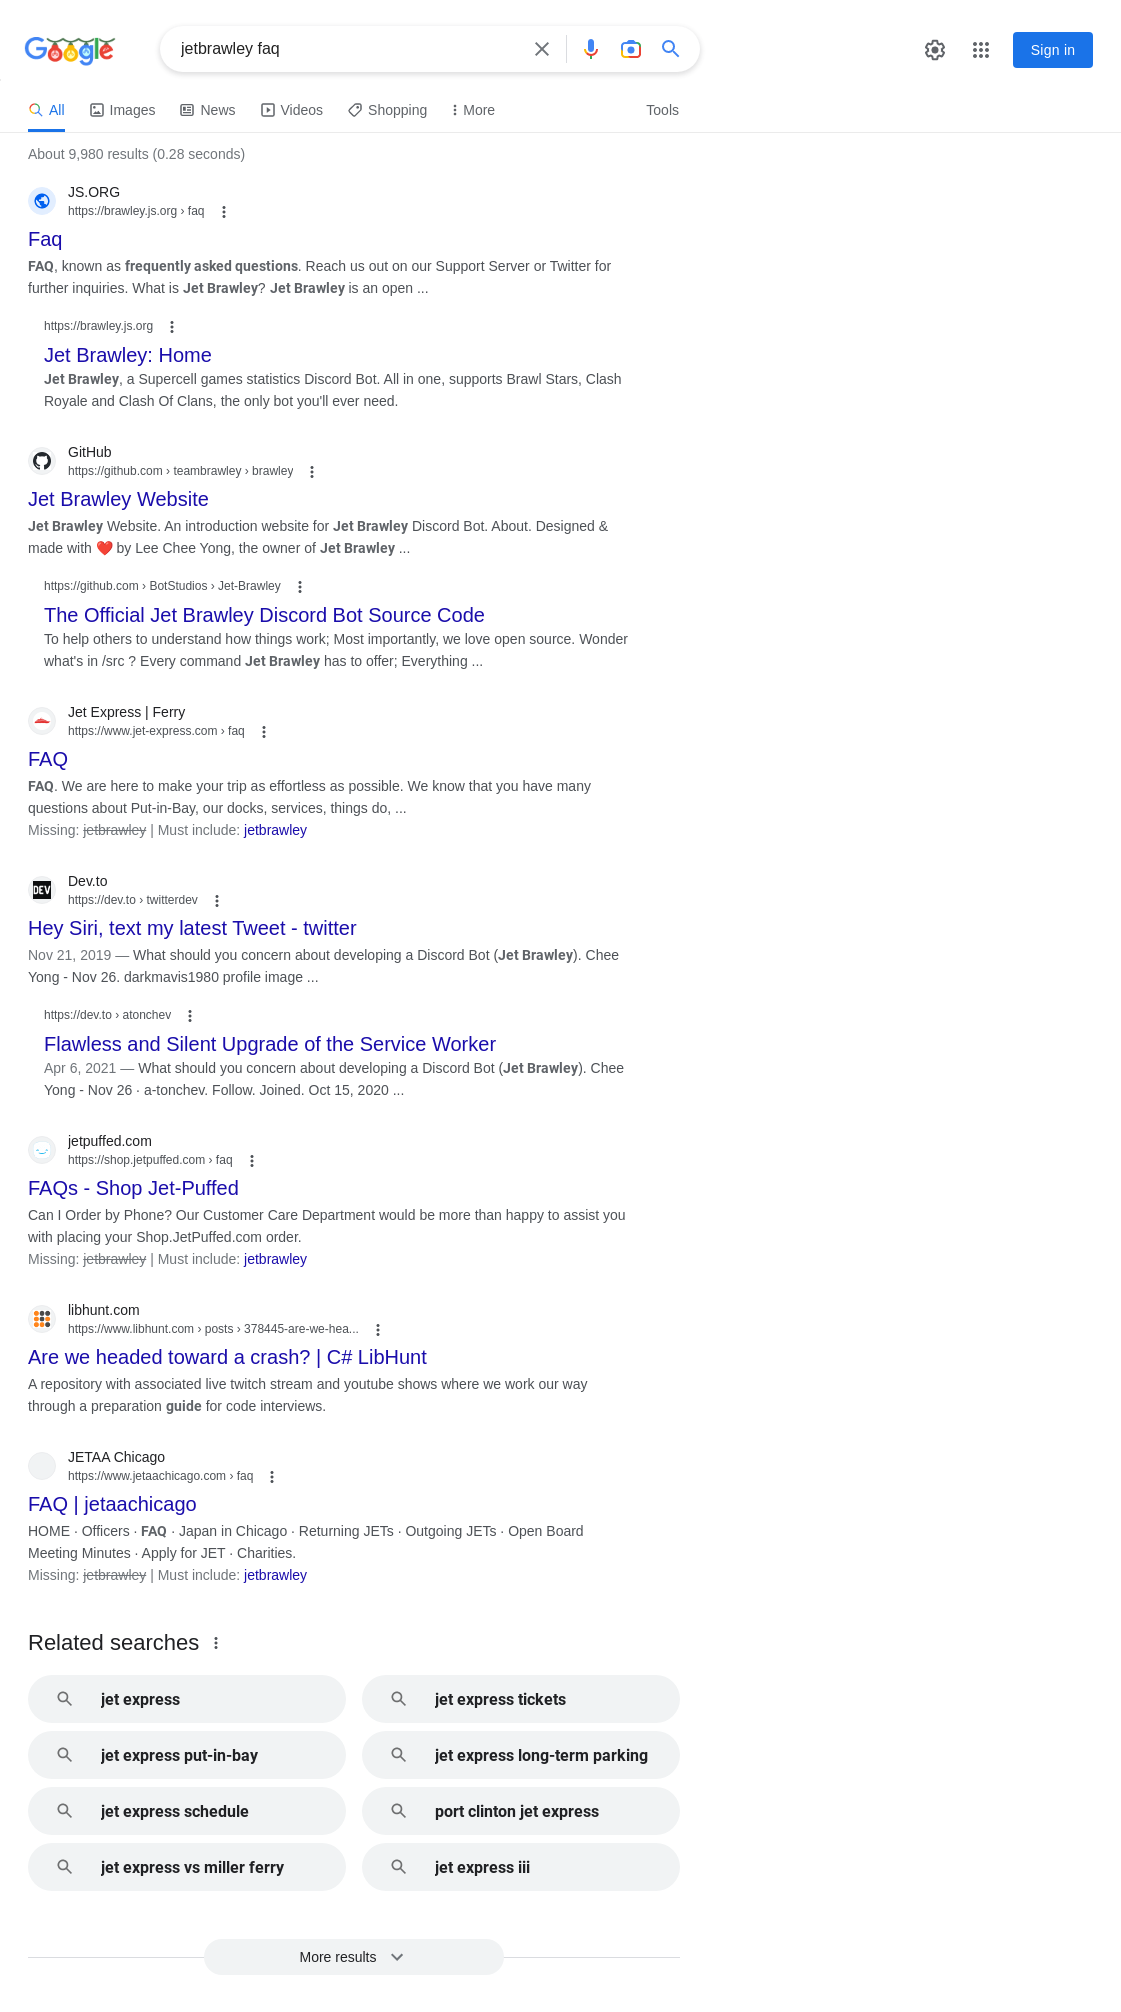 Google
jetbrawley faq
Sign in
All
Images
News
Videos
Shopping
More
Tools
About 9,980 results (0.28 seconds)
JS.ORG
https://brawley.js.org › faq
Faq
FAQ, known as frequently asked questions. Reach us out on our Support Server or Twitter for
further inquiries. What is Jet Brawley? Jet Brawley is an open ...
https://brawley.js.org
Jet Brawley: Home
Jet Brawley, a Supercell games statistics Discord Bot. All in one, supports Brawl Stars, Clash
Royale and Clash Of Clans, the only bot you'll ever need.
GitHub
https://github.com › teambrawley › brawley
Jet Brawley Website
Jet Brawley Website. An introduction website for Jet Brawley Discord Bot. About. Designed &
made with ❤️ by Lee Chee Yong, the owner of Jet Brawley ...
https://github.com › BotStudios › Jet-Brawley
The Official Jet Brawley Discord Bot Source Code
To help others to understand how things work; Most importantly, we love open source. Wonder
what's in /src ? Every command Jet Brawley has to offer; Everything ...
Jet Express | Ferry
https://www.jet-express.com › faq
FAQ
FAQ. We are here to make your trip as effortless as possible. We know that you have many
questions about Put-in-Bay, our docks, services, things do, ...
Missing: jetbrawley | Must include: jetbrawley
DEV
Dev.to
https://dev.to › twitterdev
Hey Siri, text my latest Tweet - twitter
Nov 21, 2019 — What should you concern about developing a Discord Bot (Jet Brawley). Chee
Yong - Nov 26. darkmavis1980 profile image ...
https://dev.to › atonchev
Flawless and Silent Upgrade of the Service Worker
Apr 6, 2021 — What should you concern about developing a Discord Bot (Jet Brawley). Chee
Yong - Nov 26 · a-tonchev. Follow. Joined. Oct 15, 2020 ...
jetpuffed.com
https://shop.jetpuffed.com › faq
FAQs - Shop Jet-Puffed
Can I Order by Phone? Our Customer Care Department would be more than happy to assist you
with placing your Shop.JetPuffed.com order.
Missing: jetbrawley | Must include: jetbrawley
libhunt.com
https://www.libhunt.com › posts › 378445-are-we-hea...
Are we headed toward a crash? | C# LibHunt
A repository with associated live twitch stream and youtube shows where we work our way
through a preparation guide for code interviews.
JETAA Chicago
https://www.jetaachicago.com › faq
FAQ | jetaachicago
HOME · Officers · FAQ · Japan in Chicago · Returning JETs · Outgoing JETs · Open Board
Meeting Minutes · Apply for JET · Charities.
Missing: jetbrawley | Must include: jetbrawley
Related searches
jet express
jet express tickets
jet express put-in-bay
jet express long-term parking
jet express schedule
port clinton jet express
jet express vs miller ferry
jet express iii
More results